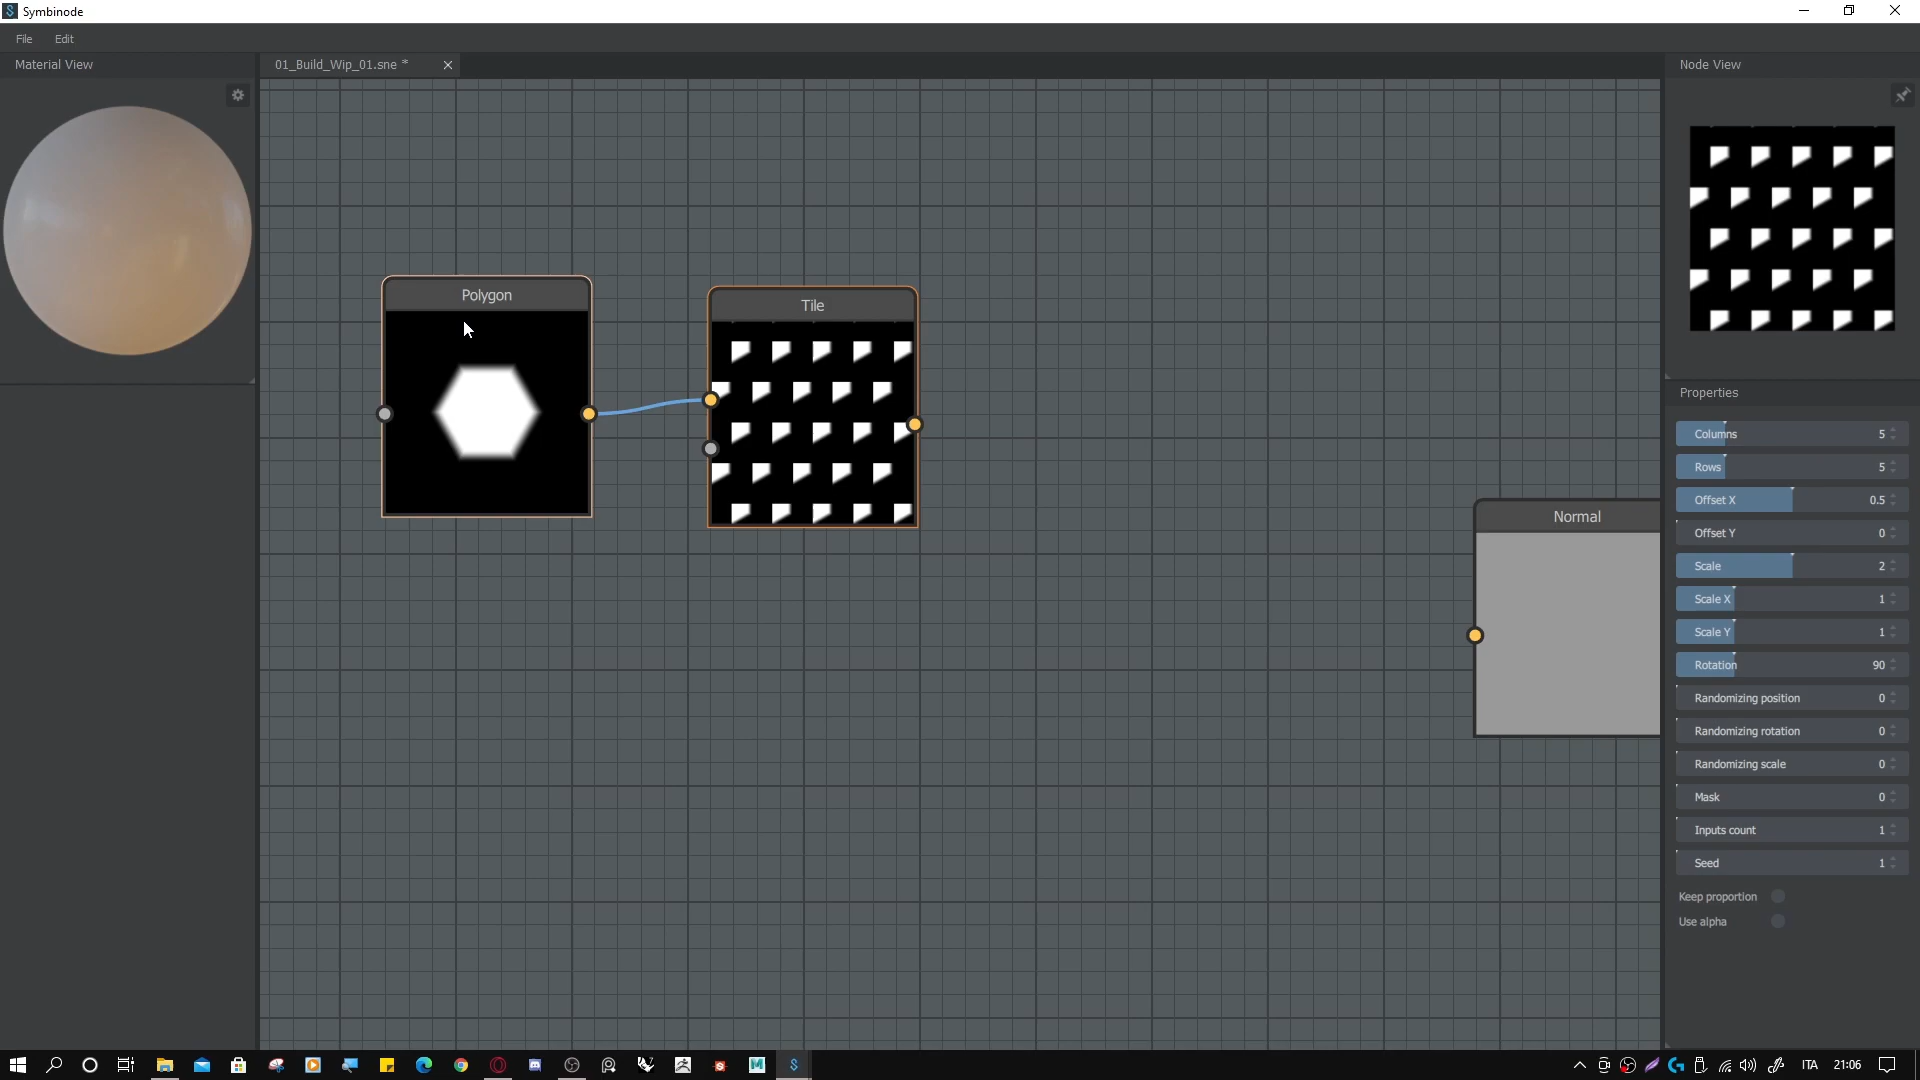 Symbinode
File Edit
Material View
01_Build_Wip_01.sne *
Node View
Polygon
Tile
Normal
Properties
Columns 5
Rows 5
Offset X 0.5
Offset Y 0
Scale 2
Scale X 1
Scale Y 1
Rotation 90
Randomizing position 0
Randomizing rotation 0
Randomizing scale 0
Mask 0
Inputs count 1
Seed 1
Keep proportion
Use alpha
ITA 21:06